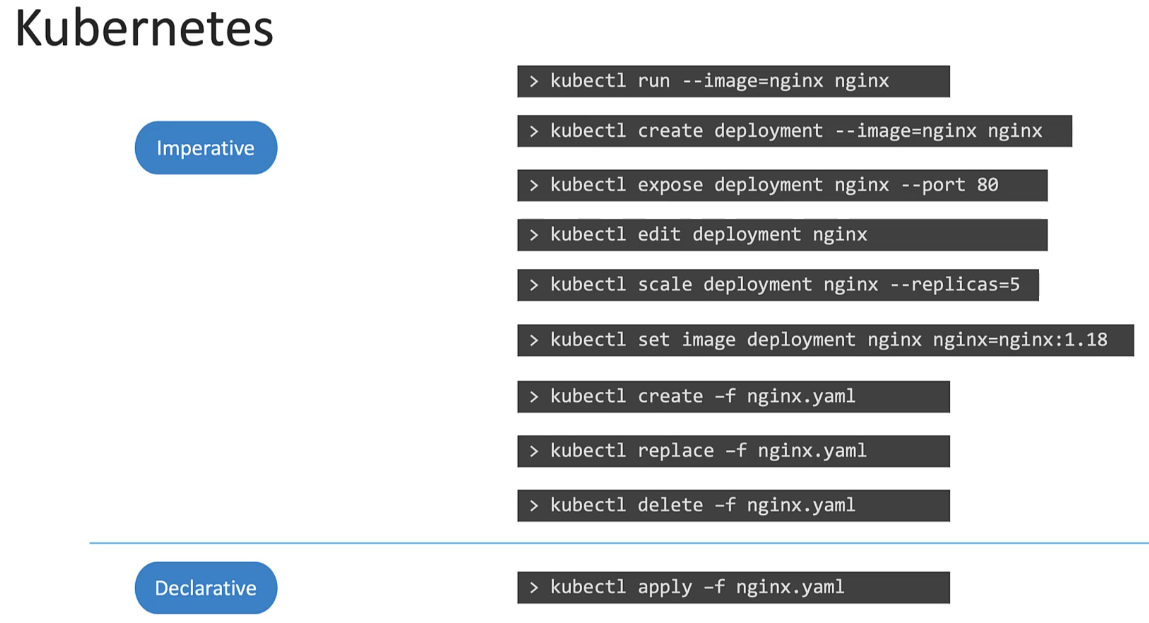 Kubernetes
> kubectl run --image=nginx nginx
> kubectl create deployment --image=nginx nginx
Imperative
> kubectl expose deployment nginx --port 80
> kubectl edit deployment nginx
> kubectl scale deployment nginx --replicas=5
> kubectl set image deployment nginx nginx=nginx:1.18
> kubectl create –f nginx.yaml
> kubectl replace –f nginx.yaml
> kubectl delete –f nginx.yaml
Declarative
> kubectl apply –f nginx.yaml